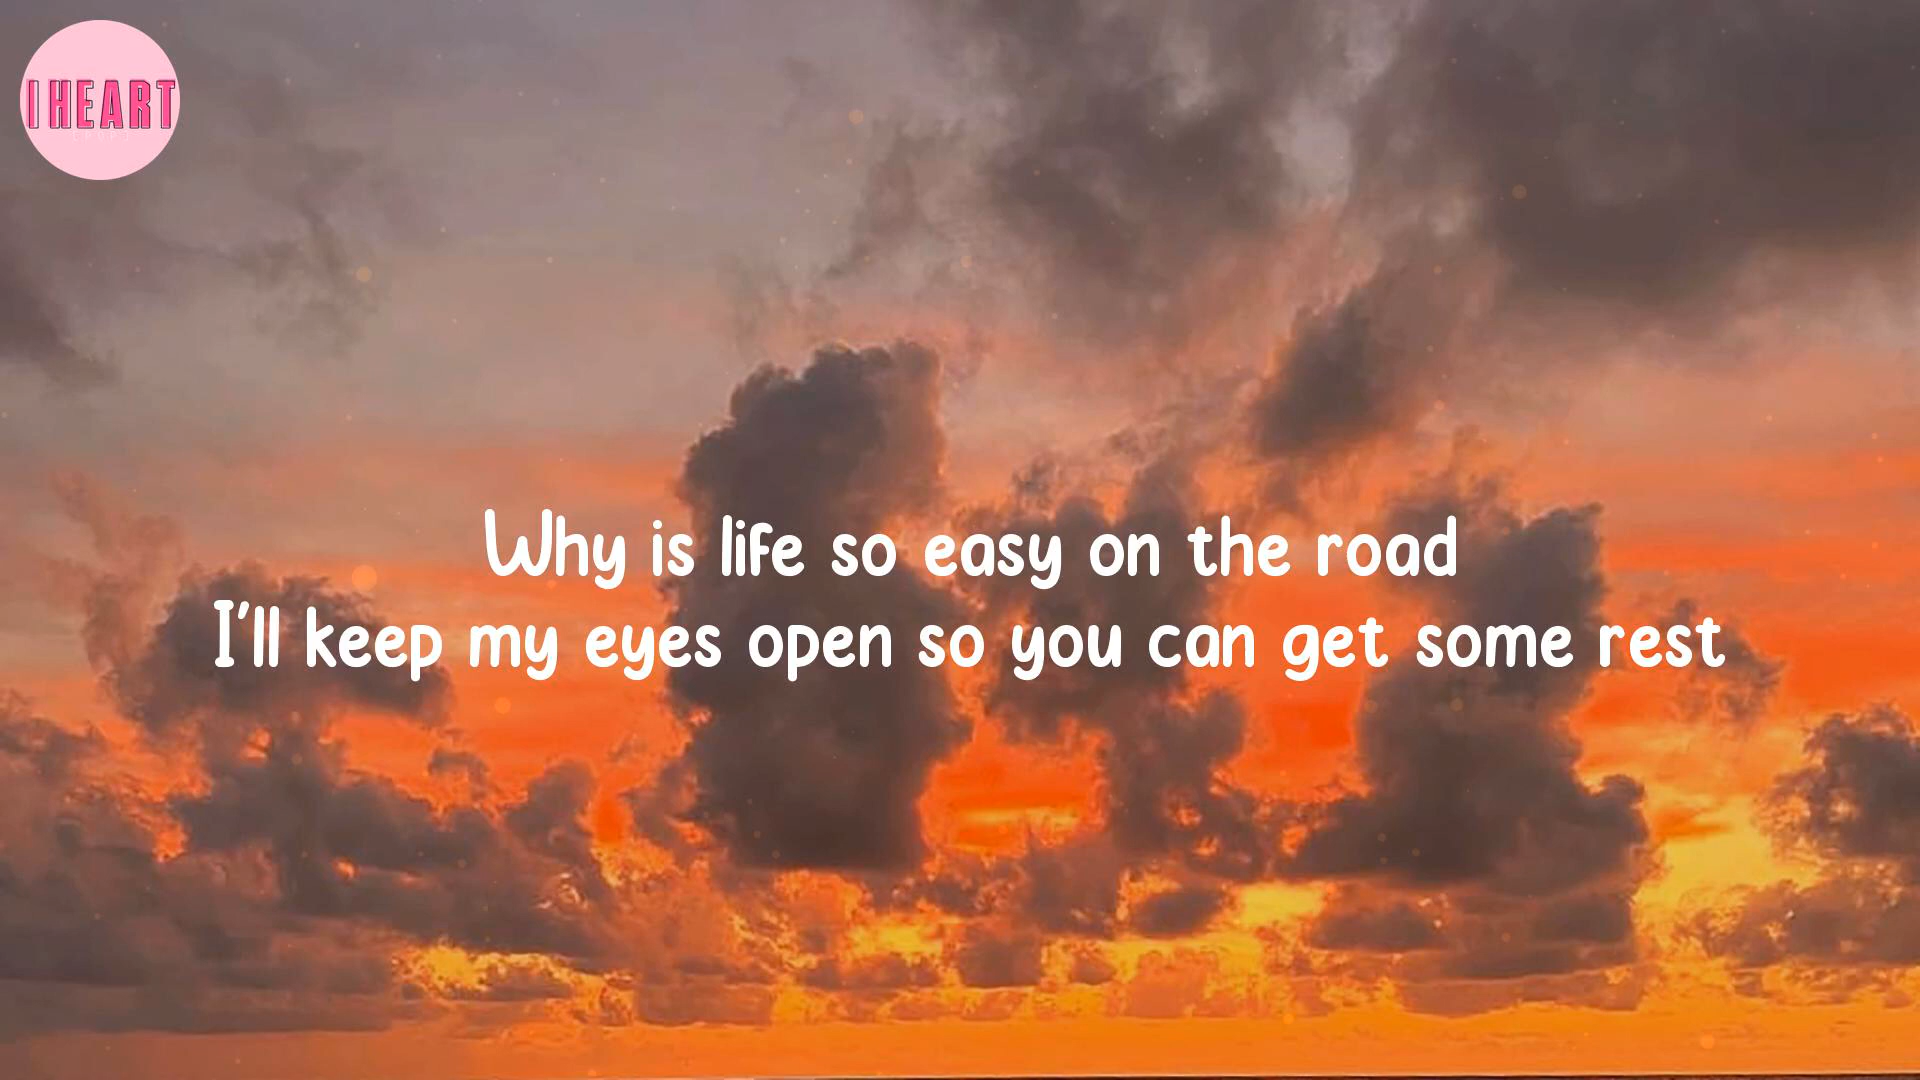 I HEART
Why is life so easy on the road
I'll keep my eyes open so you can get some rest